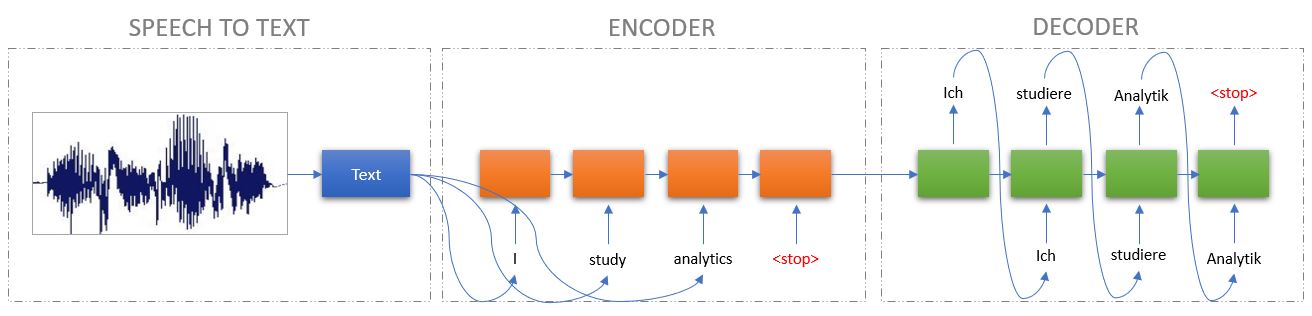 SPEECH TO TEXT
ENCODER
DECODER
Text
I
study
analytics
<stop>
Ich
studiere
Analytik
<stop>
Ich
studiere
Analytik